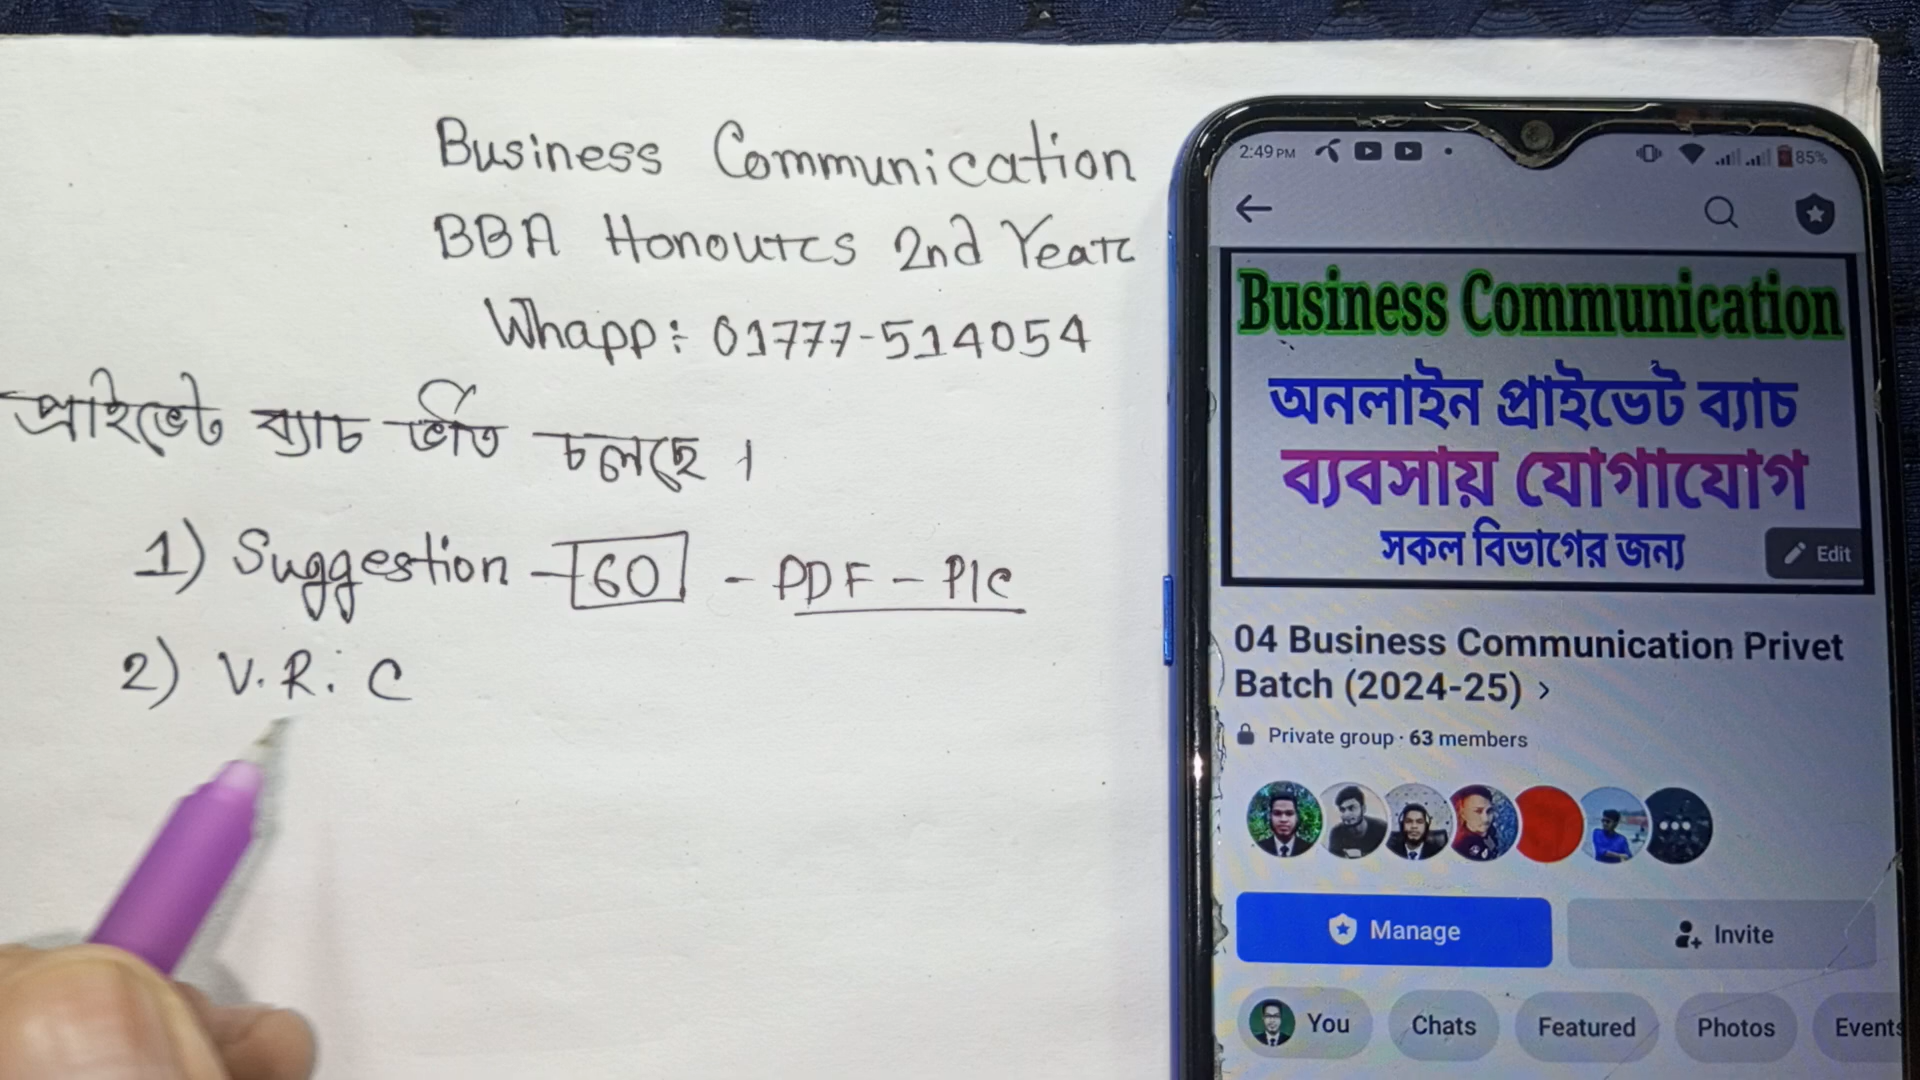 Business Communication
BBA Honours 2nd Year
Whapp: 01777-514054
প্রাইভেট ব্যাচ ভর্তি চলছে।
1) Suggestion - 60 - PDF - PIC
2) V.R. C
2:49 PM
85%
Business Communication
অনলাইন প্রাইভেট ব্যাচ
ব্যবসায় যোগাযোগ
সকল বিভাগের জন্য
Edit
04 Business Communication Privet
Batch (2024-25) >
Private group · 63 members
Manage
Invite
You
Chats
Featured
Photos
Events